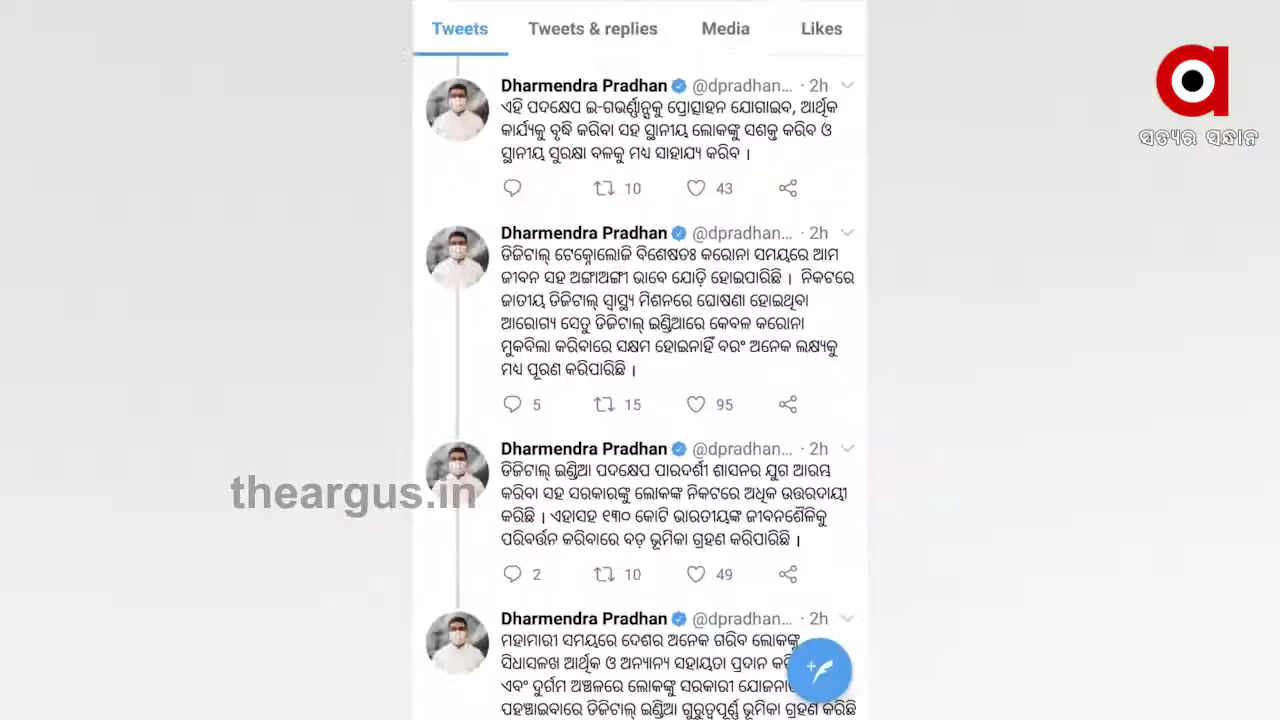 Tweets Tweets & replies Media Likes
Dharmendra Pradhan @dpradhan... · 2h
ଏହି ପଦକ୍ଷେପ ଇ-ଗଭର୍ଣ୍ଣାନ୍ସକୁ ପ୍ରୋତ୍ସାହନ ଯୋଗାଇବ, ଆର୍ଥିକ
କାର୍ଯ୍ୟକୁ ବୃଦ୍ଧି କରିବା ସହ ସ୍ଥାନୀୟ ଲୋକଙ୍କୁ ସଶକ୍ତ କରିବ ଓ
ସ୍ଥାନୀୟ ସୁରକ୍ଷା ବଳକୁ ମଧ୍ୟ ସାହାଯ୍ୟ କରିବ ।
10 43
Dharmendra Pradhan @dpradhan... · 2h
ଡିଜିଟାଲ୍ ଟେକ୍ନୋଲୋଜି ବିଶେଷତଃ କରୋନା ସମୟରେ ଆମ
ଜୀବନ ସହ ଅଙ୍ଗାଅଙ୍ଗୀ ଭାବେ ଯୋଡ଼ି ହୋଇପାରିଛି । ନିକଟରେ
ଜାତୀୟ ଡିଜିଟାଲ୍ ସ୍ୱାସ୍ଥ୍ୟ ମିଶନରେ ଘୋଷଣା ହୋଇଥିବା
ଆରୋଗ୍ୟ ସେତୁ ଡିଜିଟାଲ୍ ଇଣ୍ଡିଆରେ କେବଳ କରୋନା
ମୁକବିଲା କରିବାରେ ସକ୍ଷମ ହୋଇନାହିଁ ବରଂ ଅନେକ ଲକ୍ଷ୍ୟକୁ
ମଧ୍ୟ ପୂରଣ କରିପାରିଛି ।
5 15 95
Dharmendra Pradhan @dpradhan... · 2h
ଡିଜିଟାଲ୍ ଇଣ୍ଡିଆ ପଦକ୍ଷେପ ପାରଦର୍ଶୀ ଶାସନର ଯୁଗ ଆରମ୍ଭ
କରିବା ସହ ସରକାରଙ୍କୁ ଲୋକଙ୍କ ନିକଟରେ ଅଧିକ ଉତ୍ତରଦାୟୀ
କରିଛି । ଏହାସହ ୧୩୦ କୋଟି ଭାରତୀୟଙ୍କ ଜୀବନଶୈଳିକୁ
ପରିବର୍ତ୍ତନ କରିବାରେ ବଡ଼ ଭୂମିକା ଗ୍ରହଣ କରିପାରିଛି ।
2 10 49
Dharmendra Pradhan @dpradhan... · 2h
ମହାମାରୀ ସମୟରେ ଦେଶର ଅନେକ ଗରିବ ଲୋକଙ୍କୁ
ସିଧାସଳଖ ଆର୍ଥିକ ଓ ଅନ୍ୟାନ୍ୟ ସହାୟତା ପ୍ରଦାନ
ଏବଂ ଦୁର୍ଗମ ଅଞ୍ଚଳରେ ଲୋକଙ୍କୁ ସରକାରୀ
ପହଞ୍ଚାଇବାରେ ଡିଜିଟାଲ୍ ଇଣ୍ଡିଆ ଗୁରୁତ୍ୱପୂର୍ଣ୍ଣ ଭୂମିକା ଗ୍ରହଣ କରିଛି
theargus.in
ସତ୍ୟର ସନ୍ଧାନ